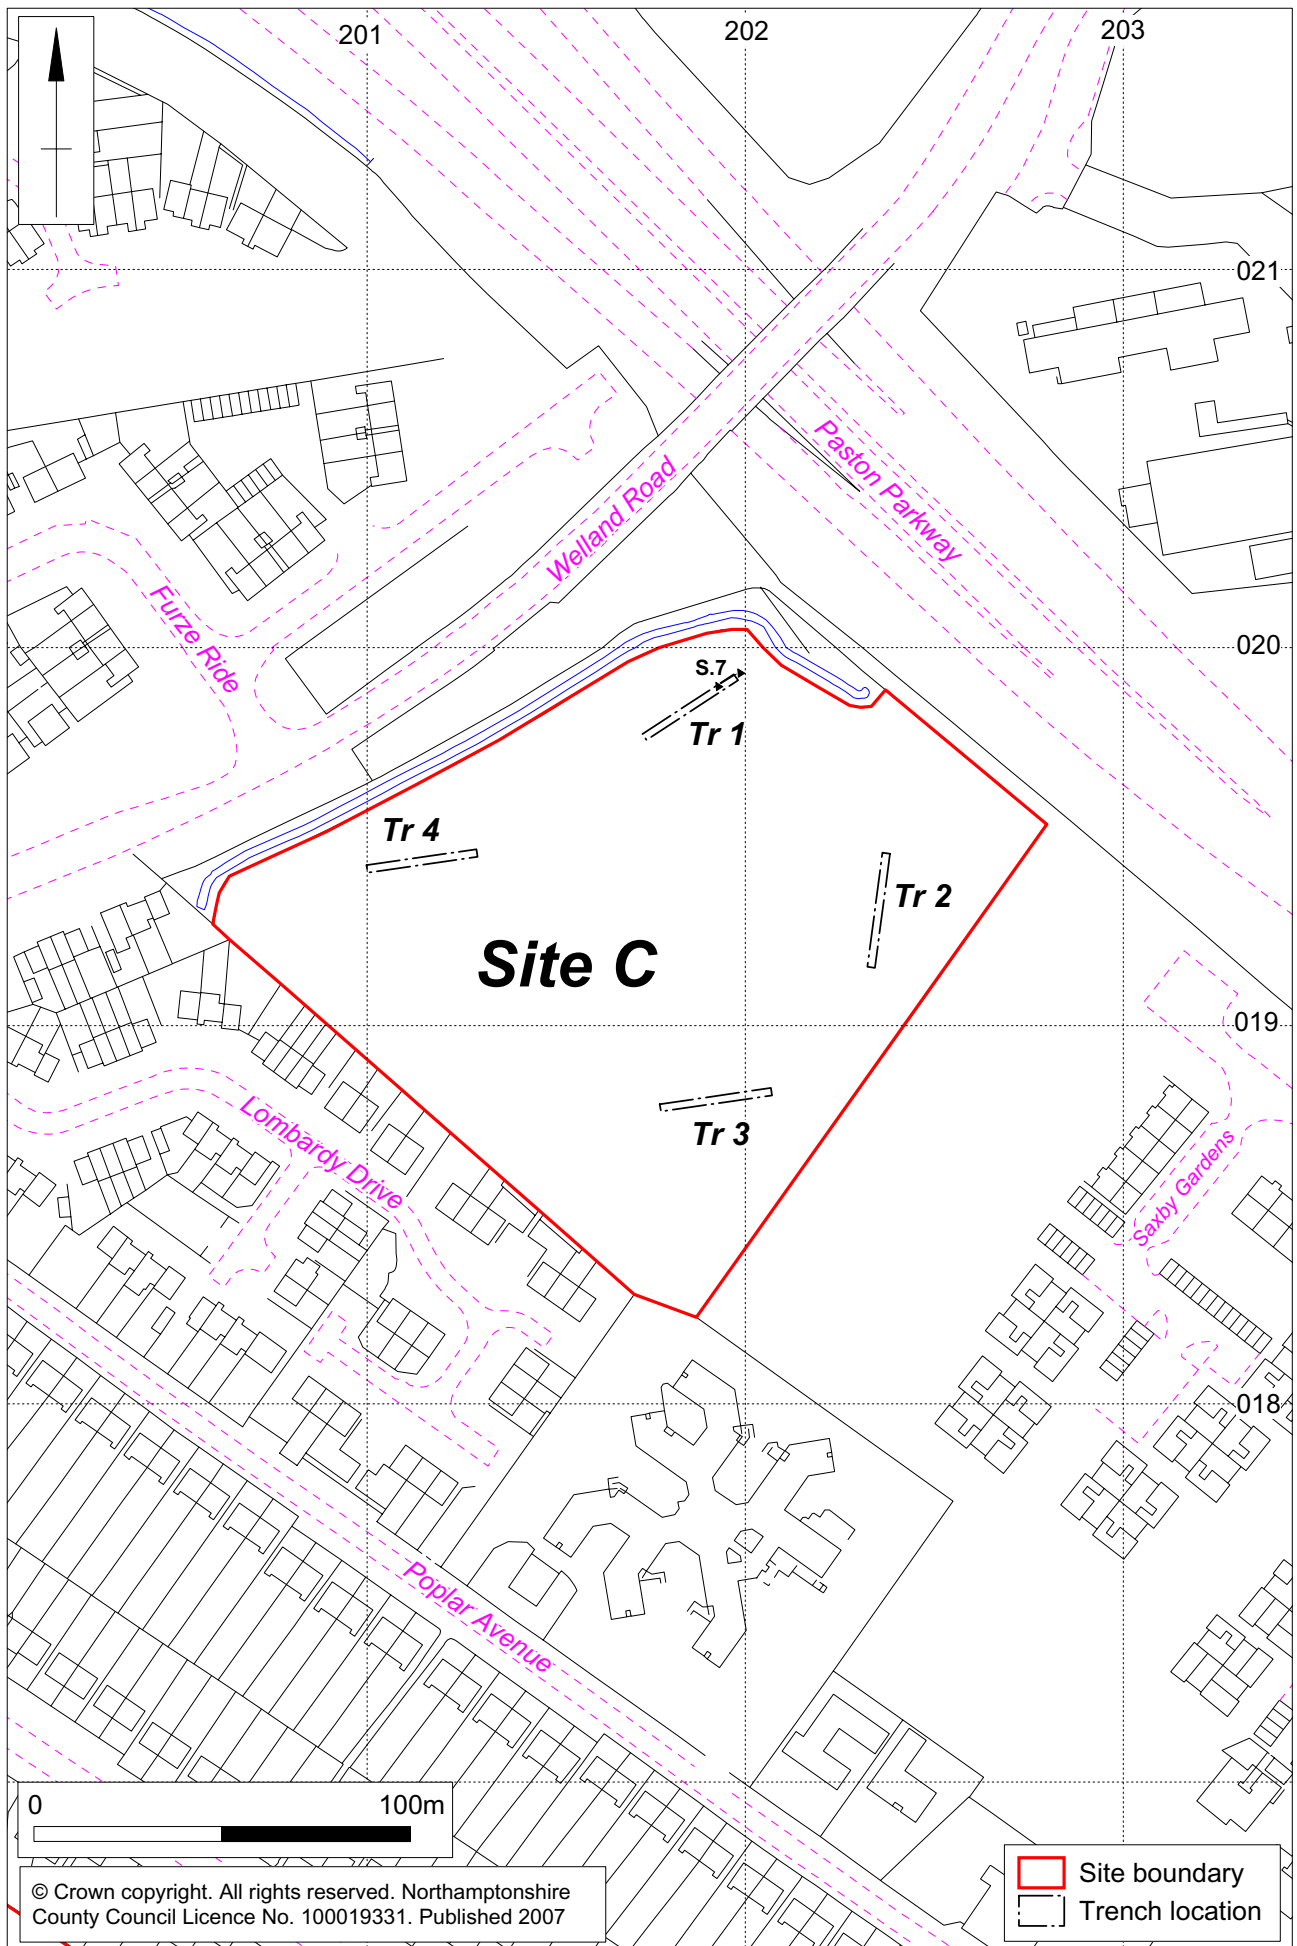 201
202
203
021
Paston Parkway
Welland Road
Furze Ride
020
S.7
Tr 1
Tr 4
Tr 2
Site C
019
Tr 3
Lombardy Drive
Saxby Gardens
018
Poplar Avenue
0 100m
Site boundary
Trench location
© Crown copyright. All rights reserved. Northamptonshire
County Council Licence No. 100019331. Published 2007